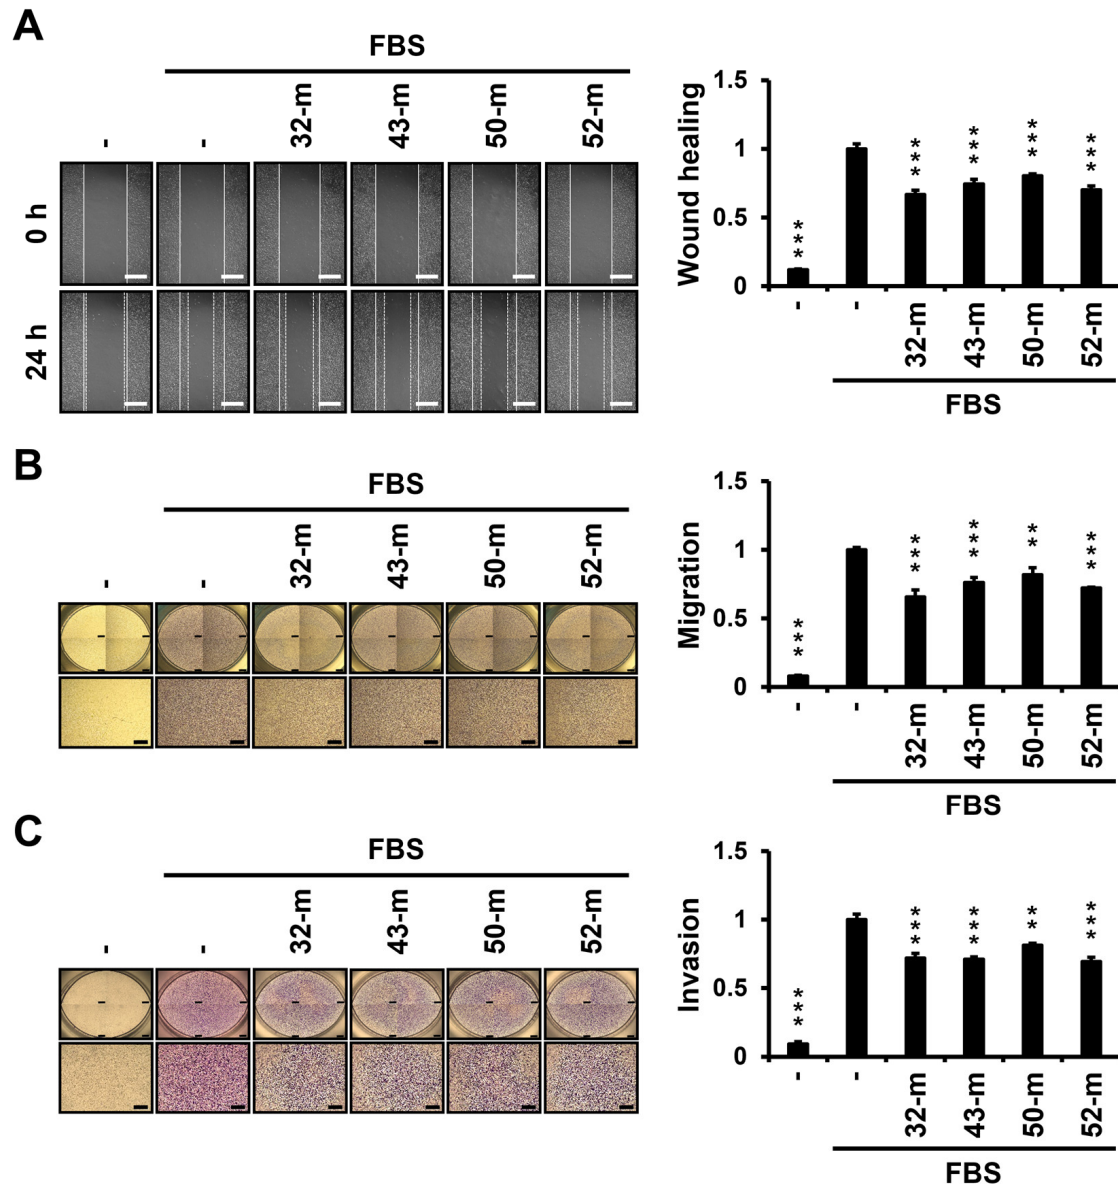 A
FBS
- - 32-m 43-m 50-m 52-m
0 h
24 h
Wound healing
1.5
1
0.5
0
*** *** *** *** ***
- - 32-m 43-m 50-m 52-m
FBS
B
FBS
- - 32-m 43-m 50-m 52-m
Migration
1.5
1
0.5
0
*** *** *** ** ***
- - 32-m 43-m 50-m 52-m
FBS
C
FBS
- - 32-m 43-m 50-m 52-m
Invasion
1.5
1
0.5
0
*** *** *** ** ***
- - 32-m 43-m 50-m 52-m
FBS